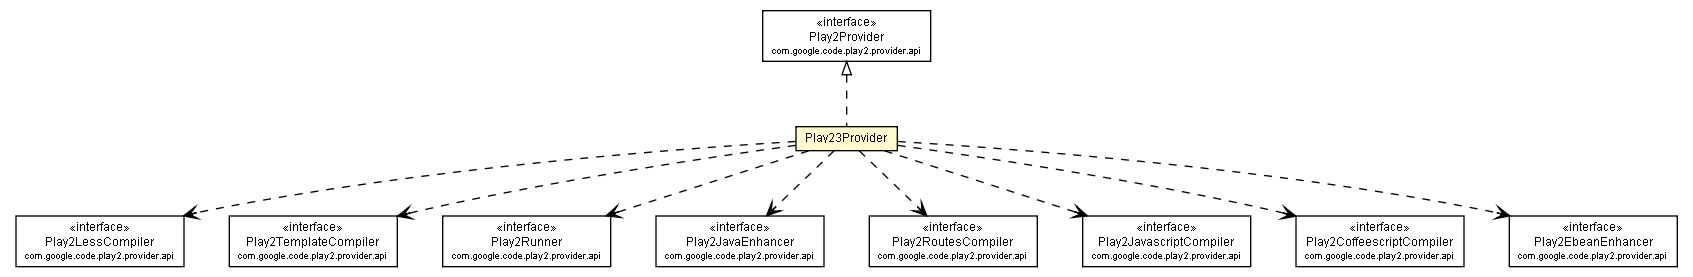 «interface»
Play2Provider
com.google.code.play2.provider.api
Play23Provider
«interface»
Play2LessCompiler
com.google.code.play2.provider.api
«interface»
Play2TemplateCompiler
com.google.code.play2.provider.api
«interface»
Play2Runner
com.google.code.play2.provider.api
«interface»
Play2JavaEnhancer
com.google.code.play2.provider.api
«interface»
Play2RoutesCompiler
com.google.code.play2.provider.api
«interface»
Play2JavascriptCompiler
com.google.code.play2.provider.api
«interface»
Play2CoffeescriptCompiler
com.google.code.play2.provider.api
«interface»
Play2EbeanEnhancer
com.google.code.play2.provider.api